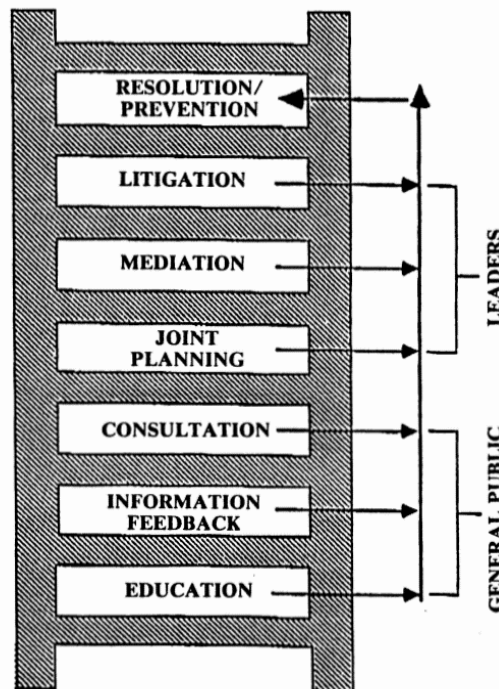 RESOLUTION/
PREVENTION
LITIGATION
MEDIATION
JOINT
PLANNING
CONSULTATION
INFORMATION
FEEDBACK
EDUCATION
LEADERS
GENERAL PUBLIC